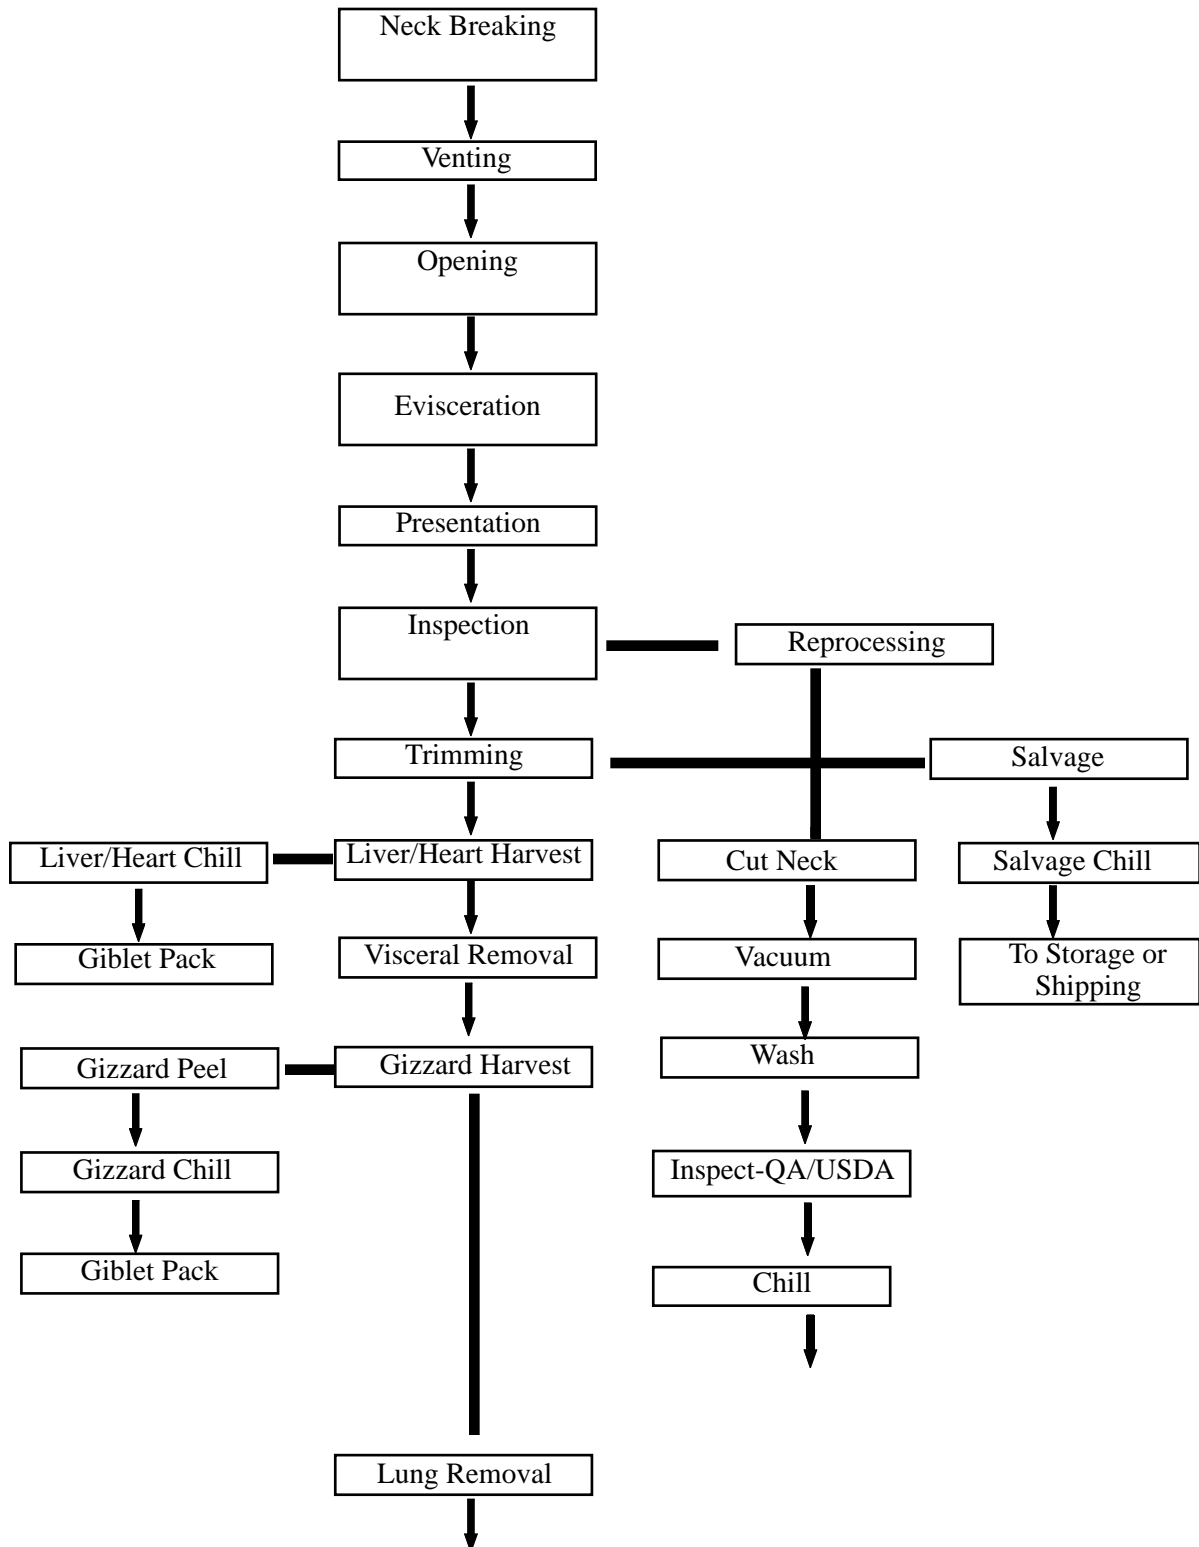 Neck Breaking
Venting
Opening
Evisceration
Presentation
Inspection
Reprocessing
Trimming
Salvage
Liver/Heart Chill
Liver/Heart Harvest
Cut Neck
Salvage Chill
Giblet Pack
Visceral Removal
Vacuum
To Storage or
Shipping
Wash
Gizzard Peel
Gizzard Harvest
Gizzard Chill
Inspect-QA/USDA
Giblet Pack
Chill
Lung Removal